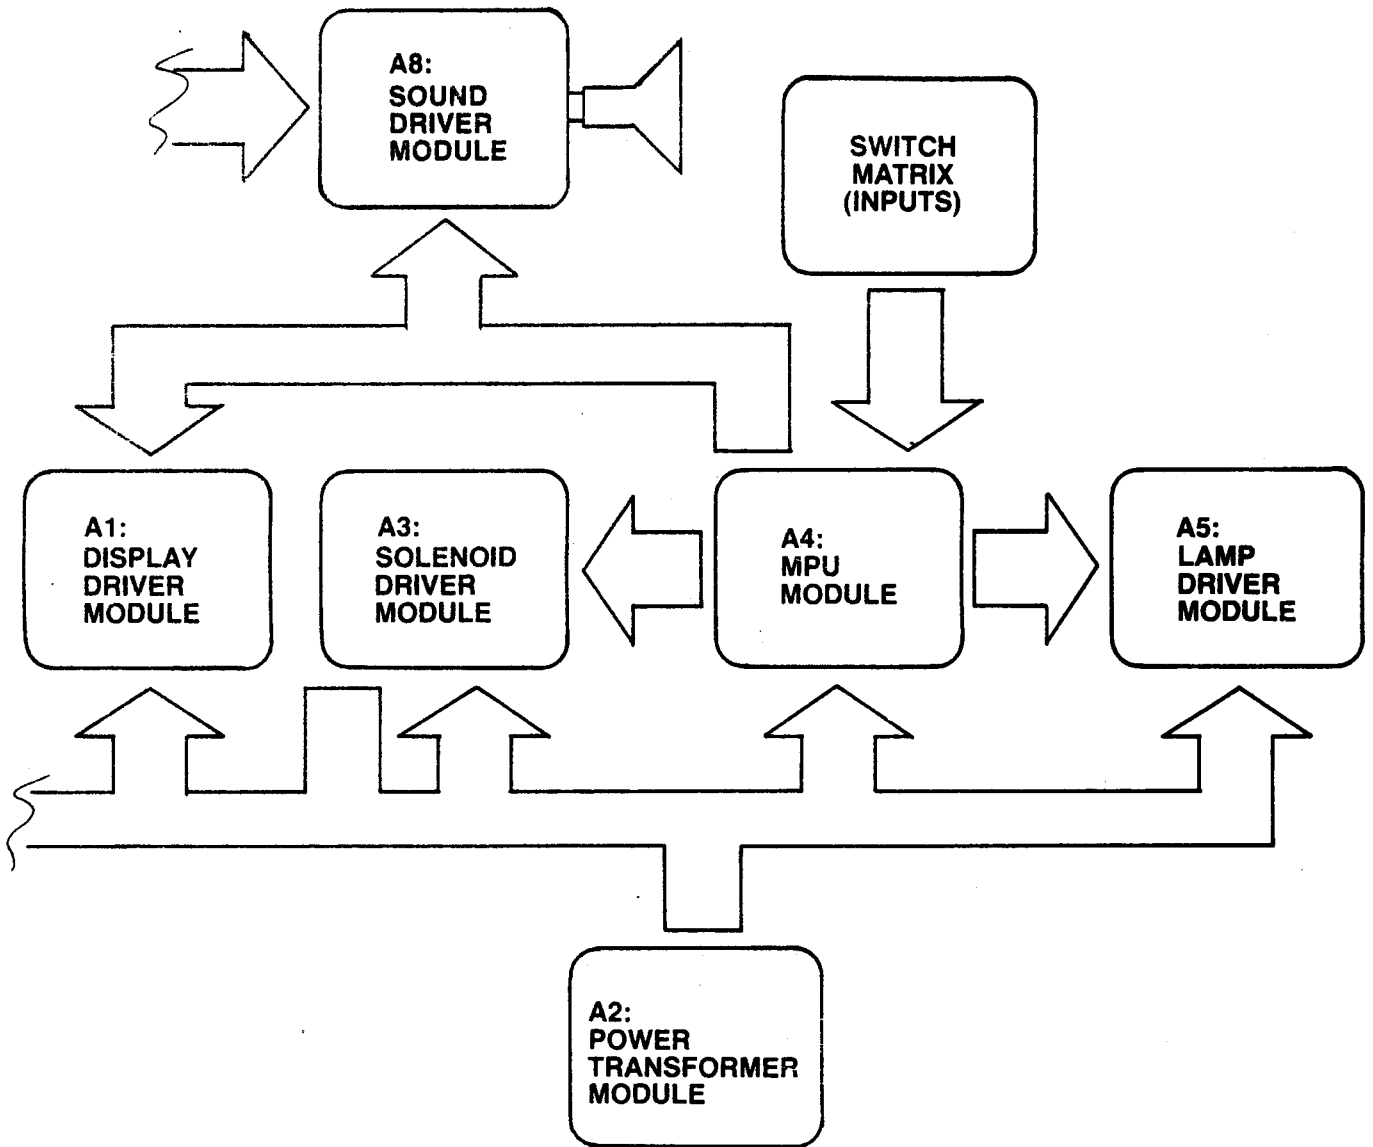 A8:
SOUND
DRIVER
MODULE
SWITCH
MATRIX
(INPUTS)
A1:
DISPLAY
DRIVER
MODULE
A3:
SOLENOID
DRIVER
MODULE
A4:
MPU
MODULE
A5:
LAMP
DRIVER
MODULE
A2:
POWER
TRANSFORMER
MODULE